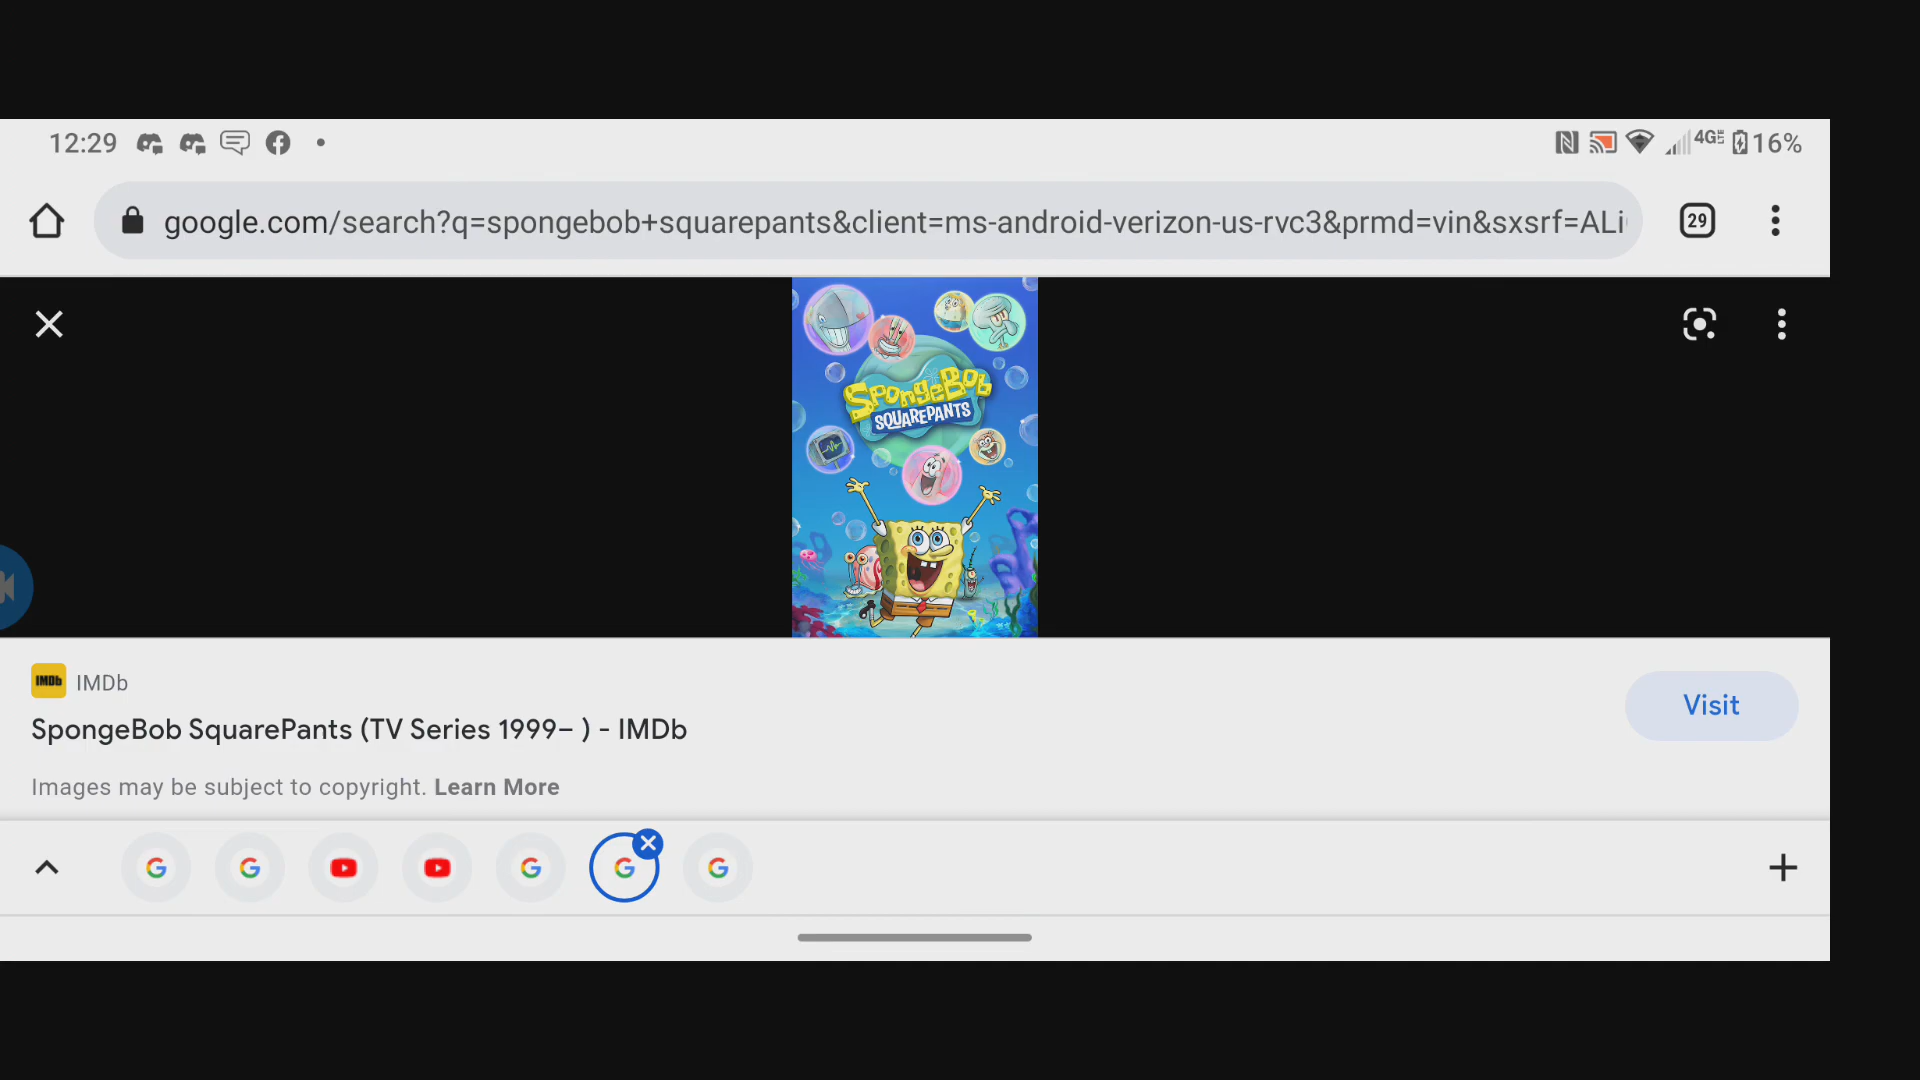 12:29
4G LTE 16%
google.com/search?q=spongebob+squarepants&client=ms-android-verizon-us-rvc3&prmd=vin&sxsrf=ALi
29
SpongeBob
SQUAREPANTS
IMDb IMDb
Visit
SpongeBob SquarePants (TV Series 1999– ) - IMDb
Images may be subject to copyright. Learn More